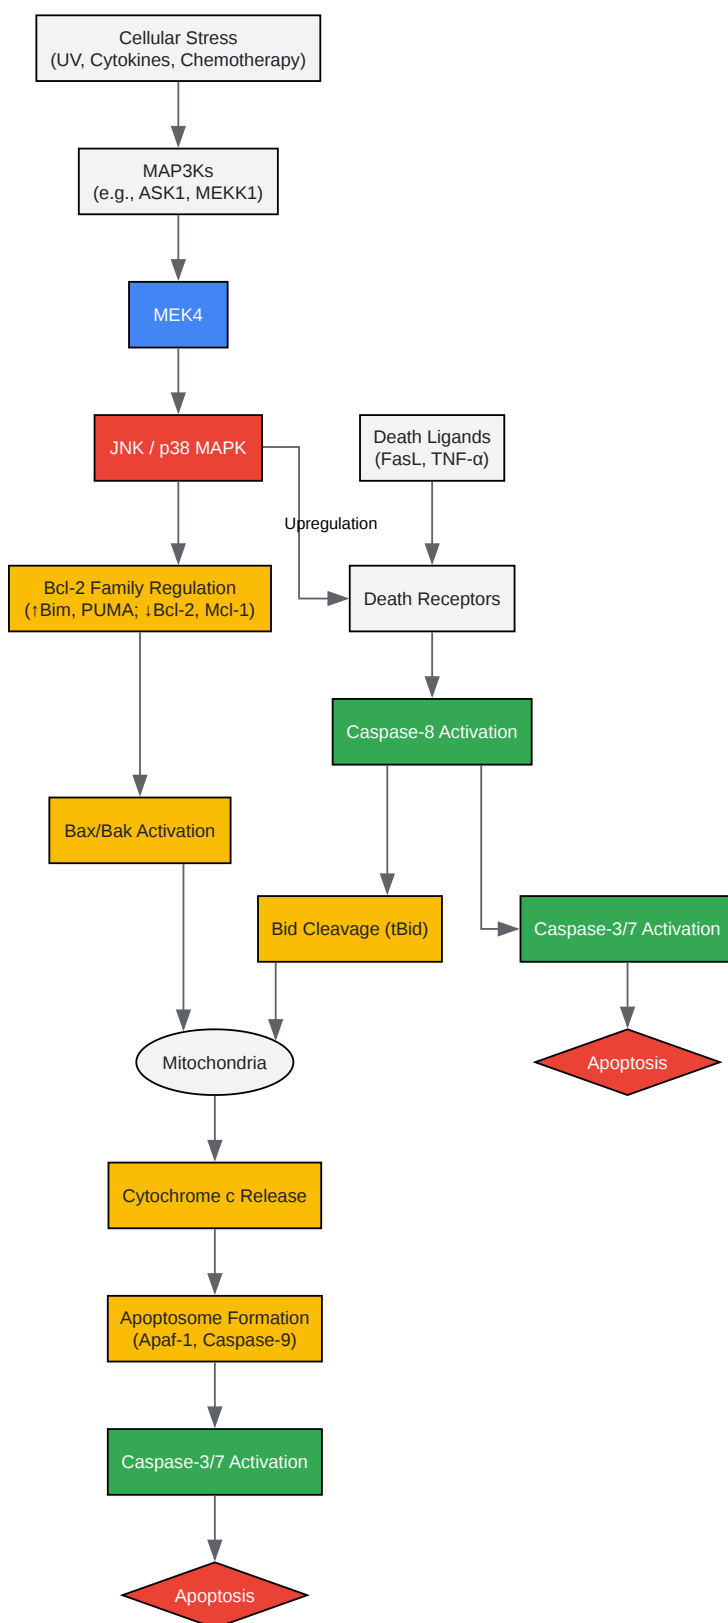 Cellular Stress
(UV, Cytokines, Chemotherapy)
MAP3Ks
(e.g., ASK1, MEKK1)
MEK4
JNK / p38 MAPK
Death Ligands
(FasL, TNF-α)
Upregulation
Bcl-2 Family Regulation
(↑Bim, PUMA; ↓Bcl-2, Mcl-1)
Death Receptors
Caspase-8 Activation
Bax/Bak Activation
Bid Cleavage (tBid)
Caspase-3/7 Activation
Mitochondria
Apoptosis
Cytochrome c Release
Apoptosome Formation
(Apaf-1, Caspase-9)
Caspase-3/7 Activation
Apoptosis